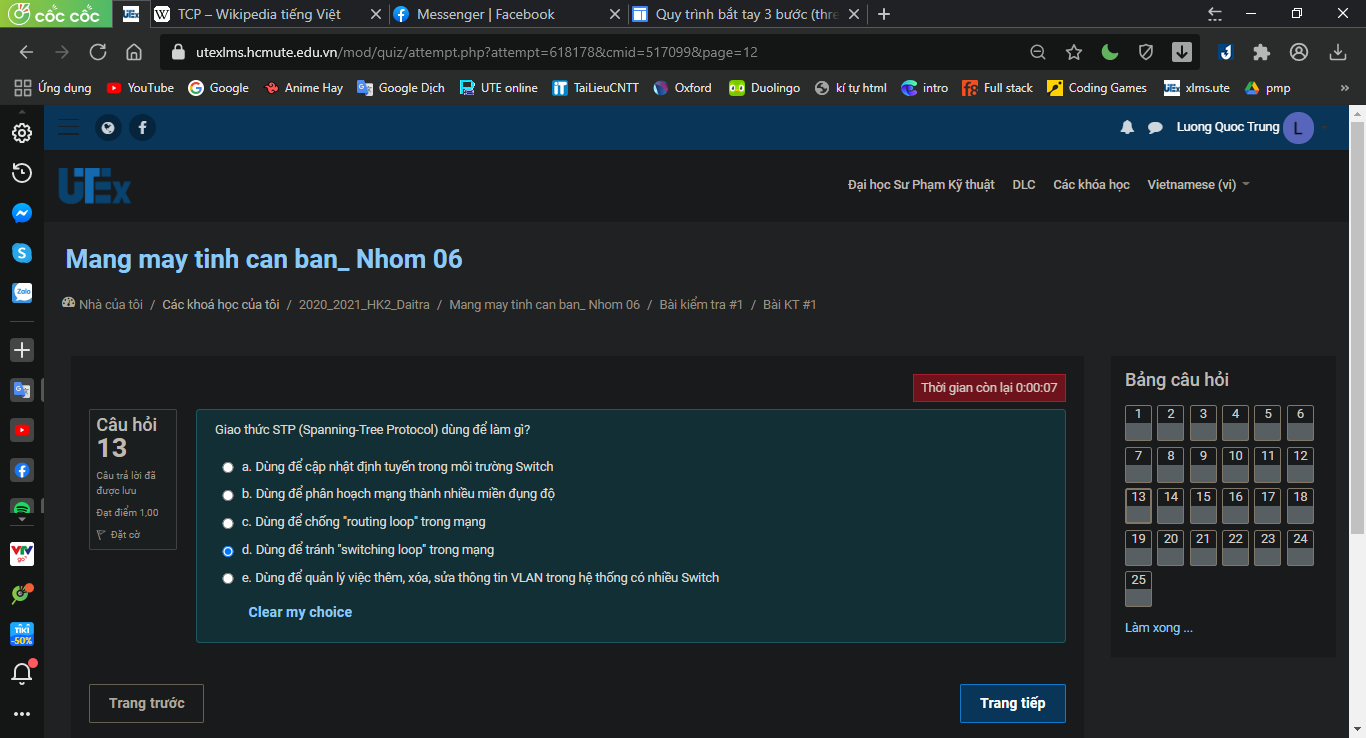 cốc cốc
UTEx
TCP – Wikipedia tiếng Việt
Messenger | Facebook
Quy trình bắt tay 3 bước (thre
utexlms.hcmute.edu.vn/mod/quiz/attempt.php?attempt=618178&cmid=517099&page=12
Ứng dụng
YouTube
Google
Anime Hay
Google Dịch
UTE online
TaiLieuCNTT
Oxford
Duolingo
kí tự html
intro
Full stack
Coding Games
xlms.ute
pmp
Luong Quoc Trung
L
UTEx
Đại học Sư Phạm Kỹ thuật
DLC
Các khóa học
Vietnamese (vi)
Mang may tinh can ban_ Nhom 06
Nhà của tôi / Các khoá học của tôi / 2020_2021_HK2_Daitra / Mang may tinh can ban_ Nhom 06 / Bài kiểm tra #1 / Bài KT #1
Thời gian còn lại 0:00:07
Câu hỏi
13
Câu trả lời đã
được lưu
Đạt điểm 1,00
Đặt cờ
Giao thức STP (Spanning-Tree Protocol) dùng để làm gì?
a. Dùng để cập nhật định tuyến trong môi trường Switch
b. Dùng để phân hoạch mạng thành nhiều miền đụng độ
c. Dùng để chống "routing loop" trong mạng
d. Dùng để tránh "switching loop" trong mạng
e. Dùng để quản lý việc thêm, xóa, sửa thông tin VLAN trong hệ thống có nhiều Switch
Clear my choice
Trang trước
Trang tiếp
Bảng câu hỏi
1 2 3 4 5 6
7 8 9 10 11 12
13 14 15 16 17 18
19 20 21 22 23 24
25
Làm xong ...
Zalo
VTV
go
TIKI
-50%